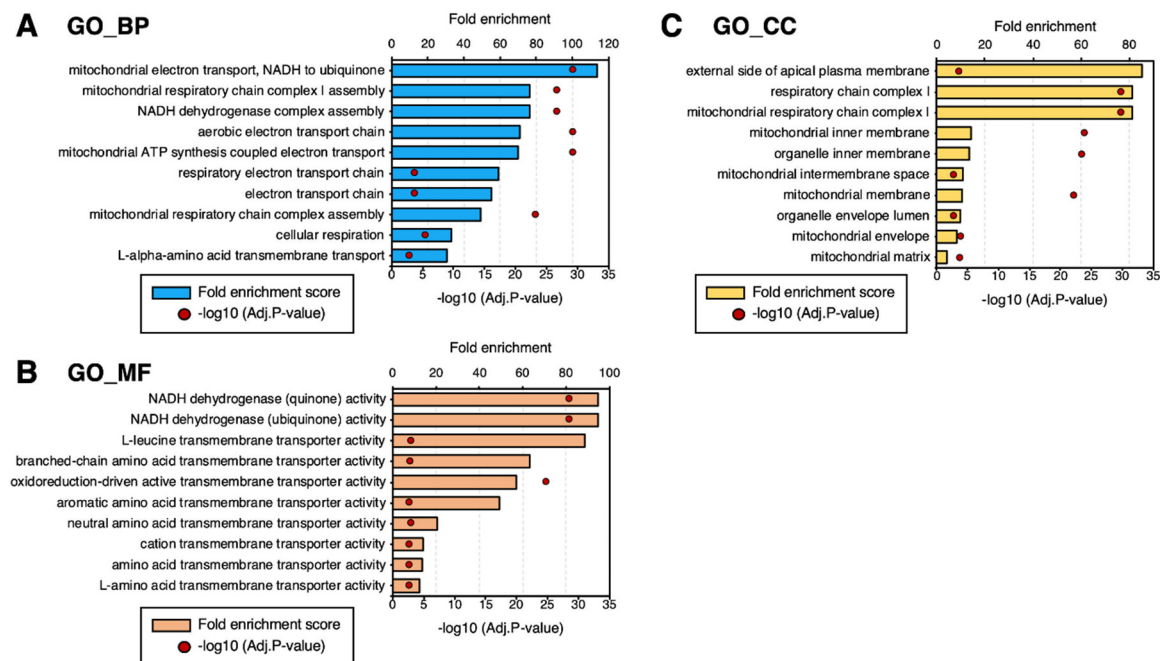 A GO_BP
Fold enrichment
0 20 40 60 80 100 120
mitochondrial electron transport, NADH to ubiquinone
mitochondrial respiratory chain complex I assembly
NADH dehydrogenase complex assembly
aerobic electron transport chain
mitochondrial ATP synthesis coupled electron transport
respiratory electron transport chain
electron transport chain
mitochondrial respiratory chain complex assembly
cellular respiration
L-alpha-amino acid transmembrane transport
0 5 10 15 20 25 30 35
-log10 (Adj.P-value)
Fold enrichment score
-log10 (Adj.P-value)
B GO_MF
Fold enrichment
0 20 40 60 80 100
NADH dehydrogenase (quinone) activity
NADH dehydrogenase (ubiquinone) activity
L-leucine transmembrane transporter activity
branched-chain amino acid transmembrane transporter activity
oxidoreduction-driven active transmembrane transporter activity
aromatic amino acid transmembrane transporter activity
neutral amino acid transmembrane transporter activity
cation transmembrane transporter activity
amino acid transmembrane transporter activity
L-amino acid transmembrane transporter activity
0 5 10 15 20 25 30 35
-log10 (Adj.P-value)
Fold enrichment score
-log10 (Adj.P-value)
C GO_CC
Fold enrichment
0 20 40 60 80
external side of apical plasma membrane
respiratory chain complex I
mitochondrial respiratory chain complex I
mitochondrial inner membrane
organelle inner membrane
mitochondrial intermembrane space
mitochondrial membrane
organelle envelope lumen
mitochondrial envelope
mitochondrial matrix
0 5 10 15 20 25 30 35
-log10 (Adj.P-value)
Fold enrichment score
-log10 (Adj.P-value)